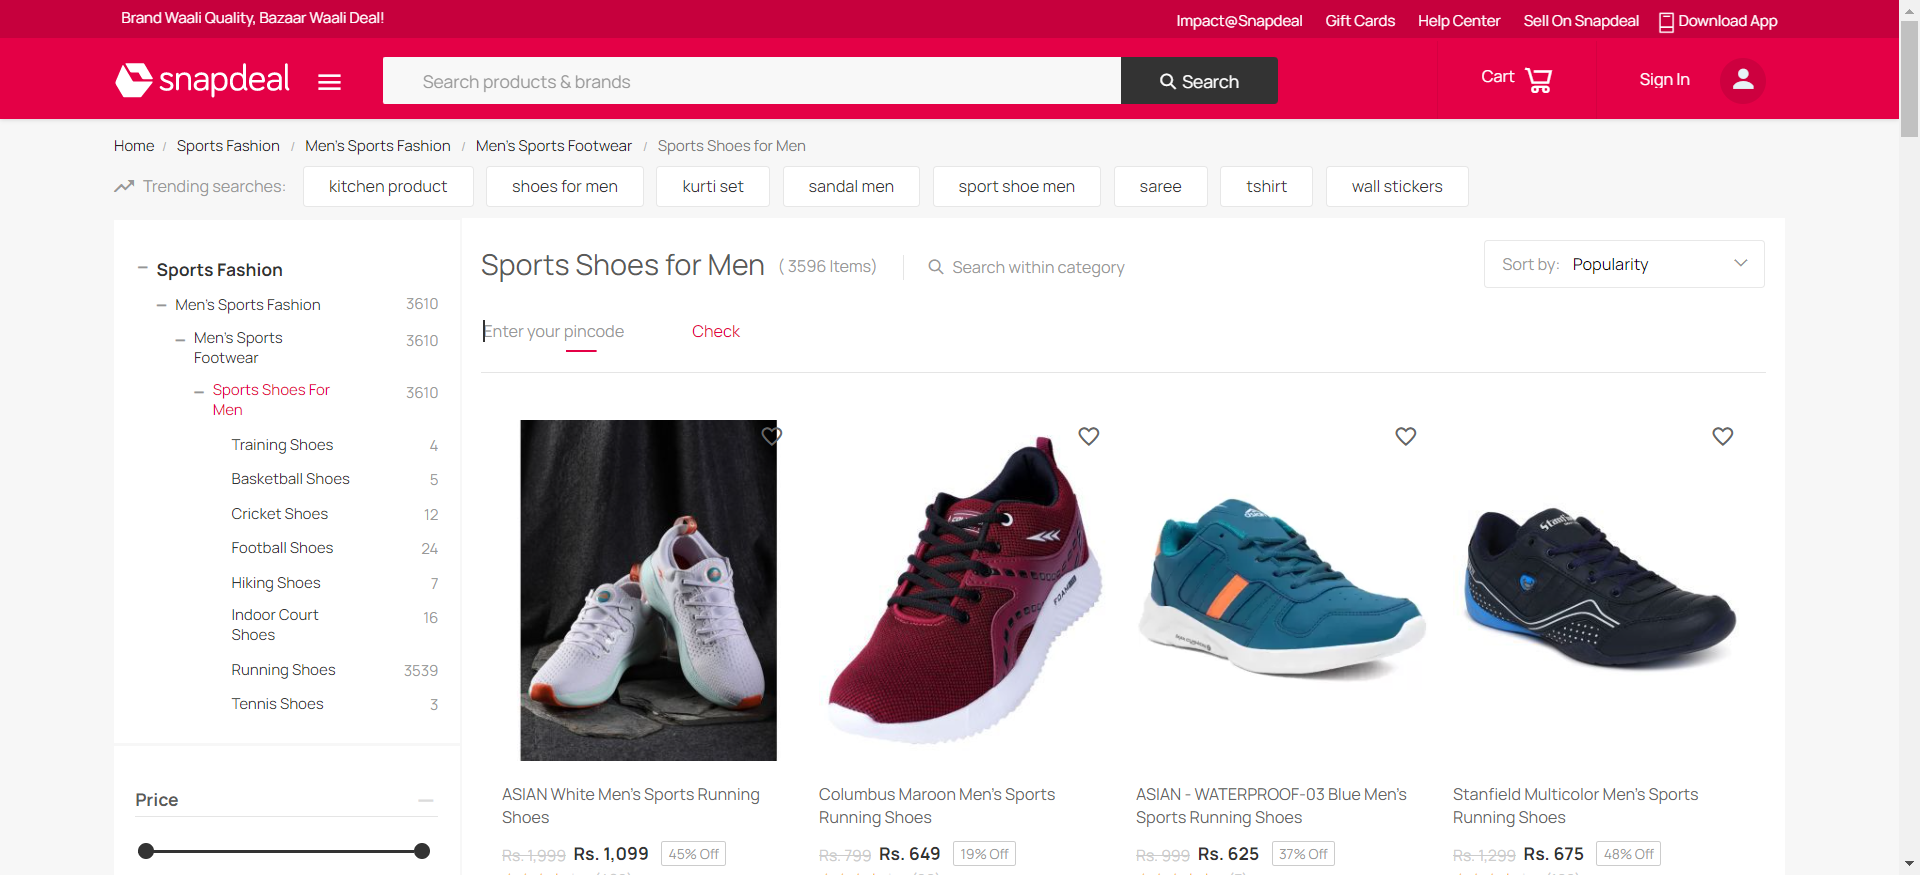 Brand Waali Quality, Bazaar Waali Deal!
Impact@Snapdeal Gift Cards Help Center Sell On Snapdeal Download App
snapdeal Search products & brands Search Cart Sign In
Home / Sports Fashion / Men's Sports Fashion / Men's Sports Footwear / Sports Shoes for Men
Trending searches: kitchen product shoes for men kurti set sandal men sport shoe men saree tshirt wall stickers
Sports Fashion
Men's Sports Fashion 3610
Men's Sports
Footwear 3610
Sports Shoes For
Men 3610
Training Shoes 4
Basketball Shoes 5
Cricket Shoes 12
Football Shoes 24
Hiking Shoes 7
Indoor Court
Shoes 16
Running Shoes 3539
Tennis Shoes 3
Price
Sports Shoes for Men ( 3596 Items) Search within category
Sort by: Popularity
Enter your pincode Check
ASIAN White Men's Sports Running
Shoes
Rs. 1,999 Rs. 1,099 45% Off
Columbus Maroon Men's Sports
Running Shoes
Rs. 799 Rs. 649 19% Off
ASIAN - WATERPROOF-03 Blue Men's
Sports Running Shoes
Rs. 999 Rs. 625 37% Off
Stanfield Multicolor Men's Sports
Running Shoes
Rs. 1,299 Rs. 675 48% Off